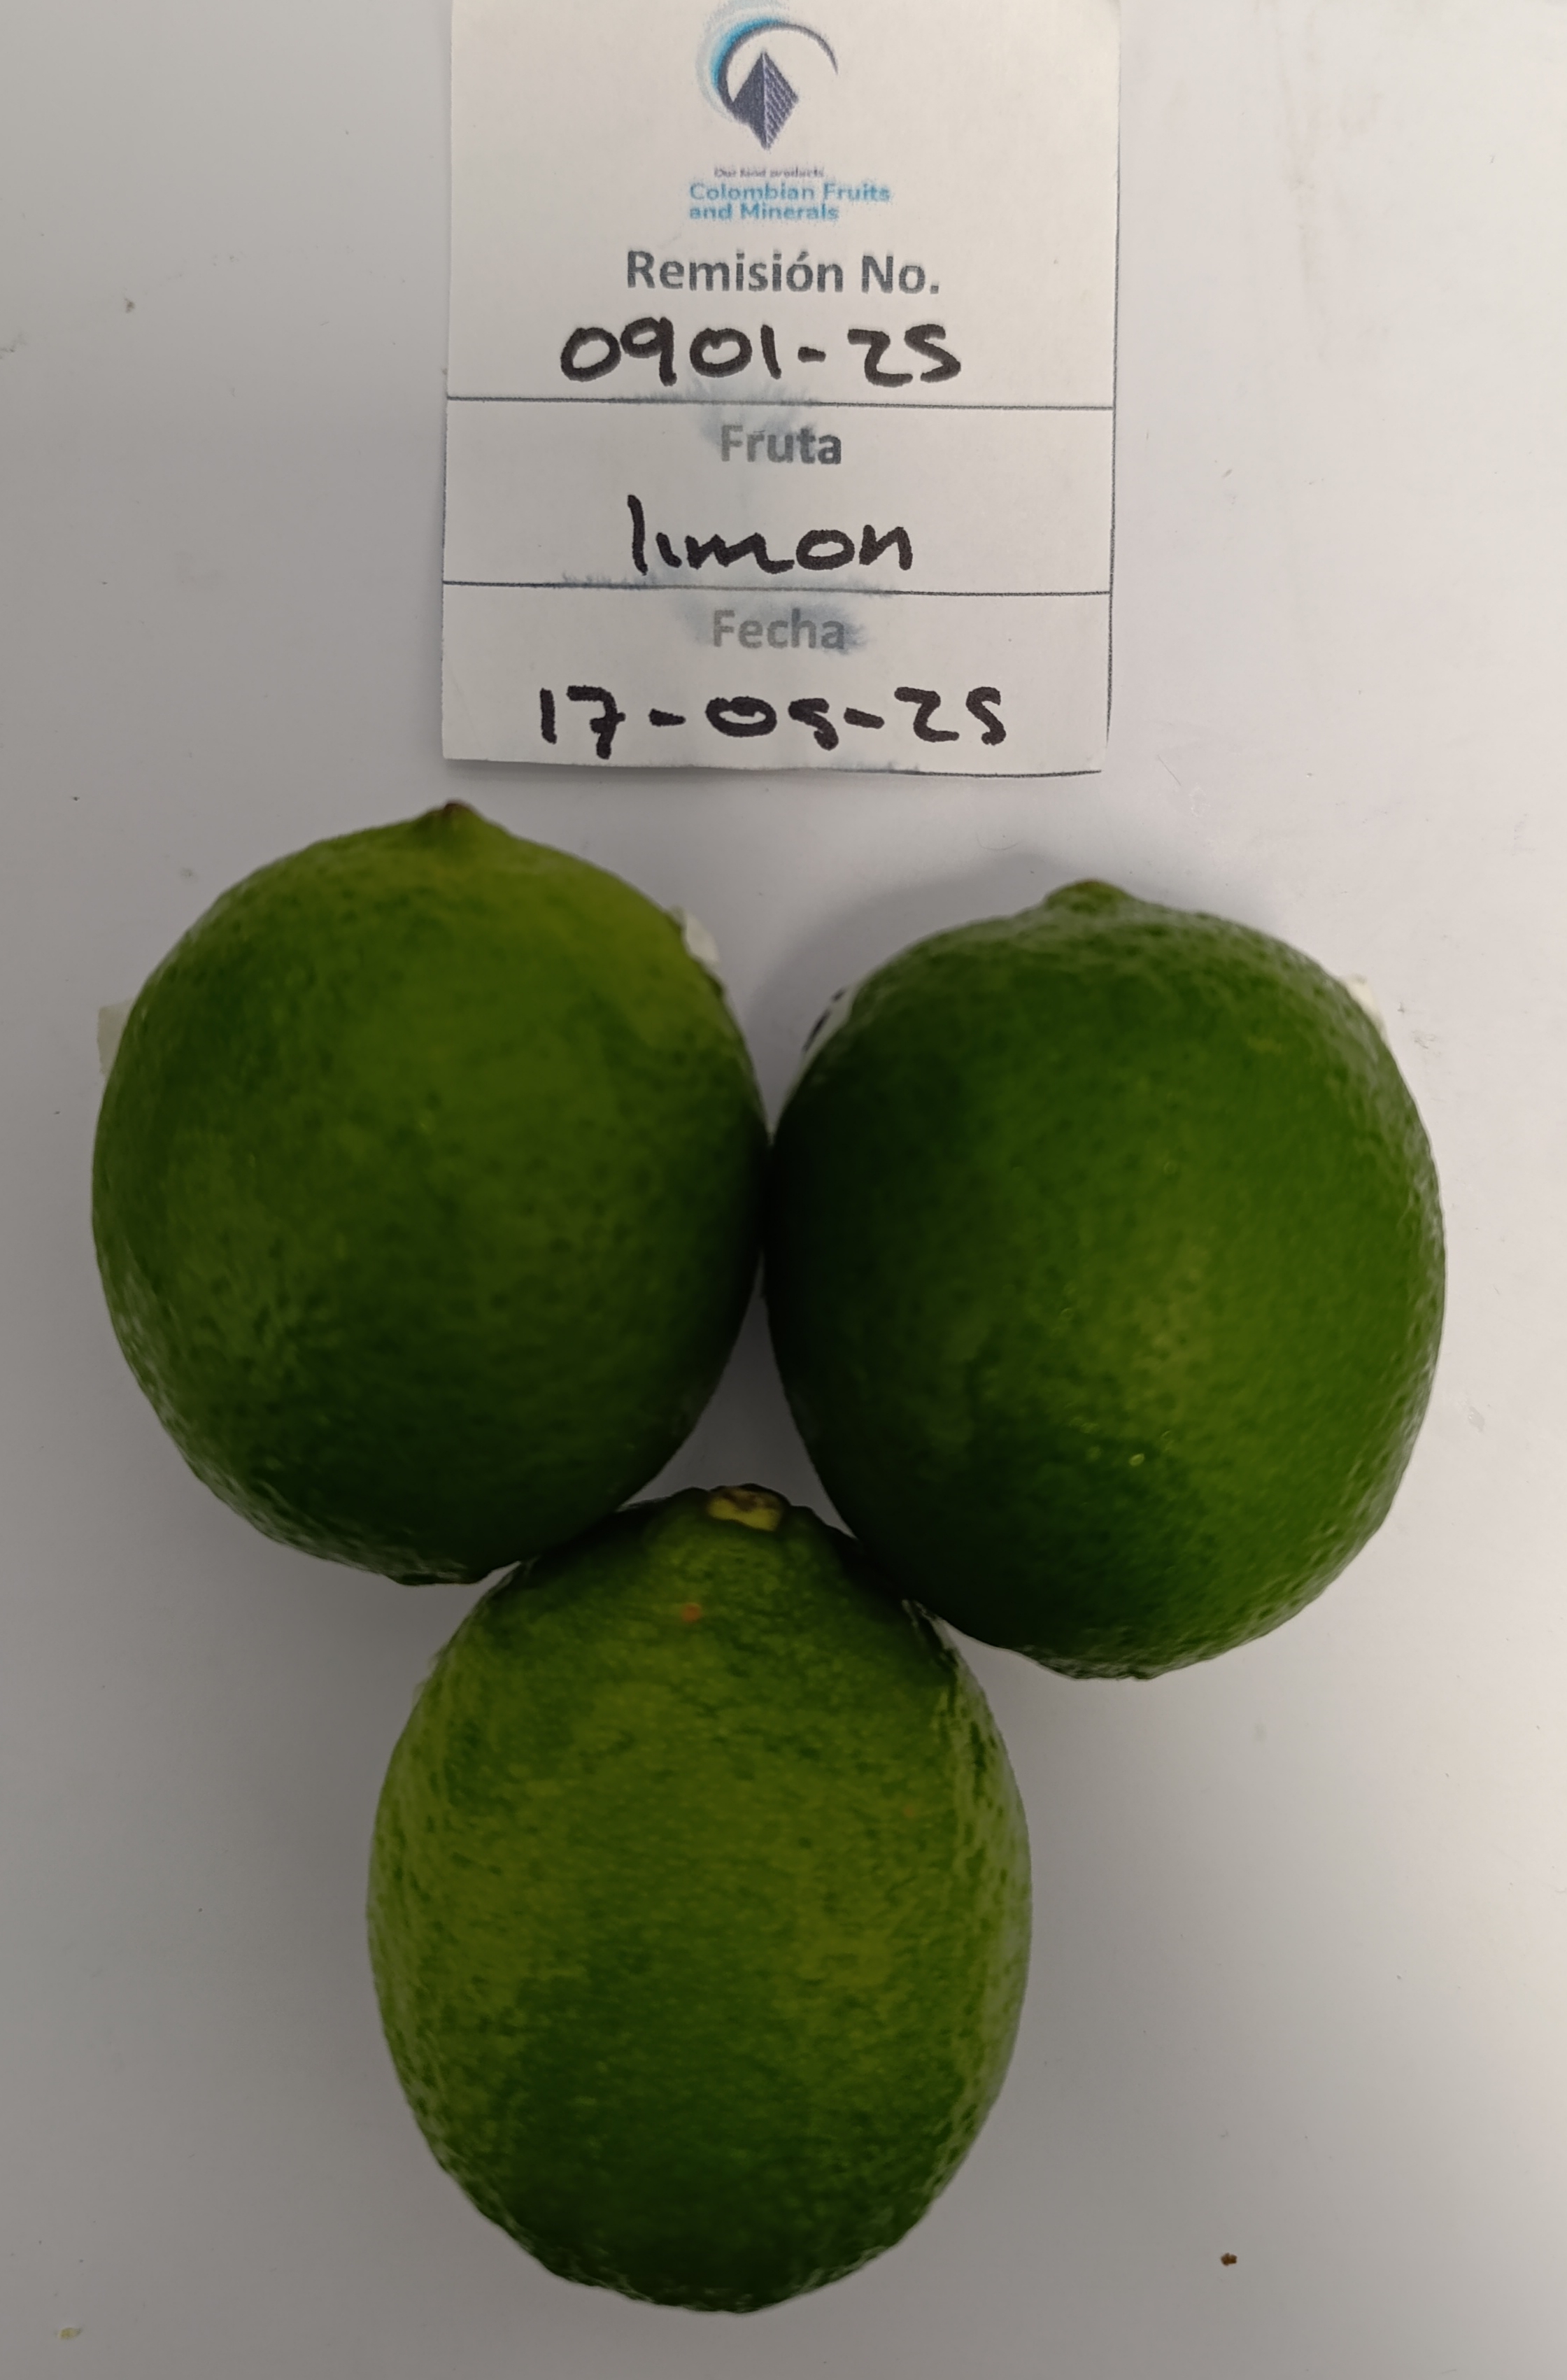 Our food products
Colombian Fruits
and Minerals
Remisión No.
0901-25
Fruta
limon
Fecha
17-05-25